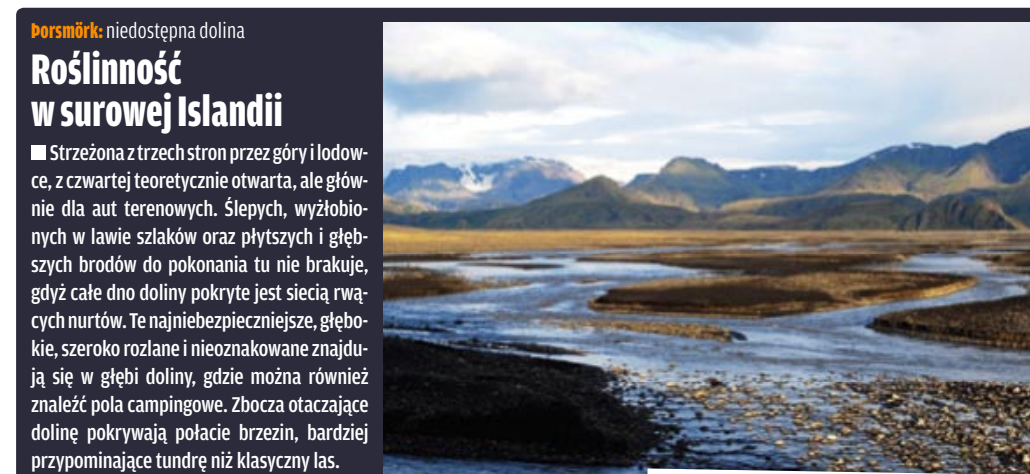 Þorsmörk: niedostępna dolina
Roślinność
w surowej Islandii
■ Strzeżona z trzech stron przez góry i lodow-
ce, z czwartej teoretycznie otwarta, ale głów-
nie dla aut terenowych. Ślepych, wyżłobio-
nych w lawie szlaków oraz płytszych i głęb-
szych brodów do pokonania tu nie brakuje,
gdyż całe dno doliny pokryte jest siecią rwą-
cych nurtów. Te najniebezpieczniejsze, głębo-
kie, szeroko rozlane i nieoznakowane znajdu-
ją się w głębi doliny, gdzie można również
znaleźć pola campingowe. Zbocza otaczające
dolinę pokrywają połacie brzezin, bardziej
przypominające tundrę niż klasyczny las.